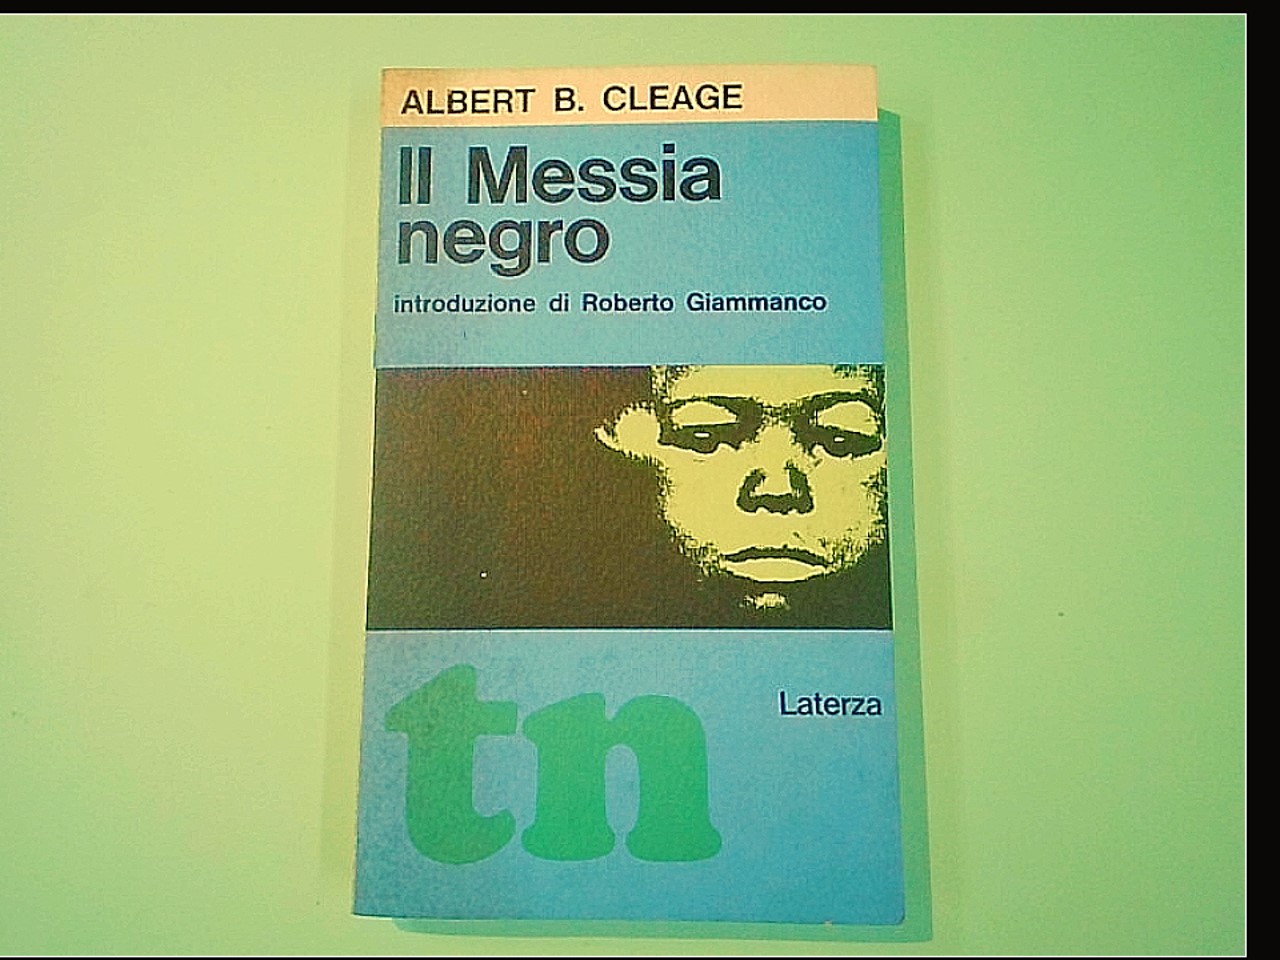 ALBERT B. CLEAGE
Il Messia
negro
introduzione di Roberto Giammanco
tn
Laterza